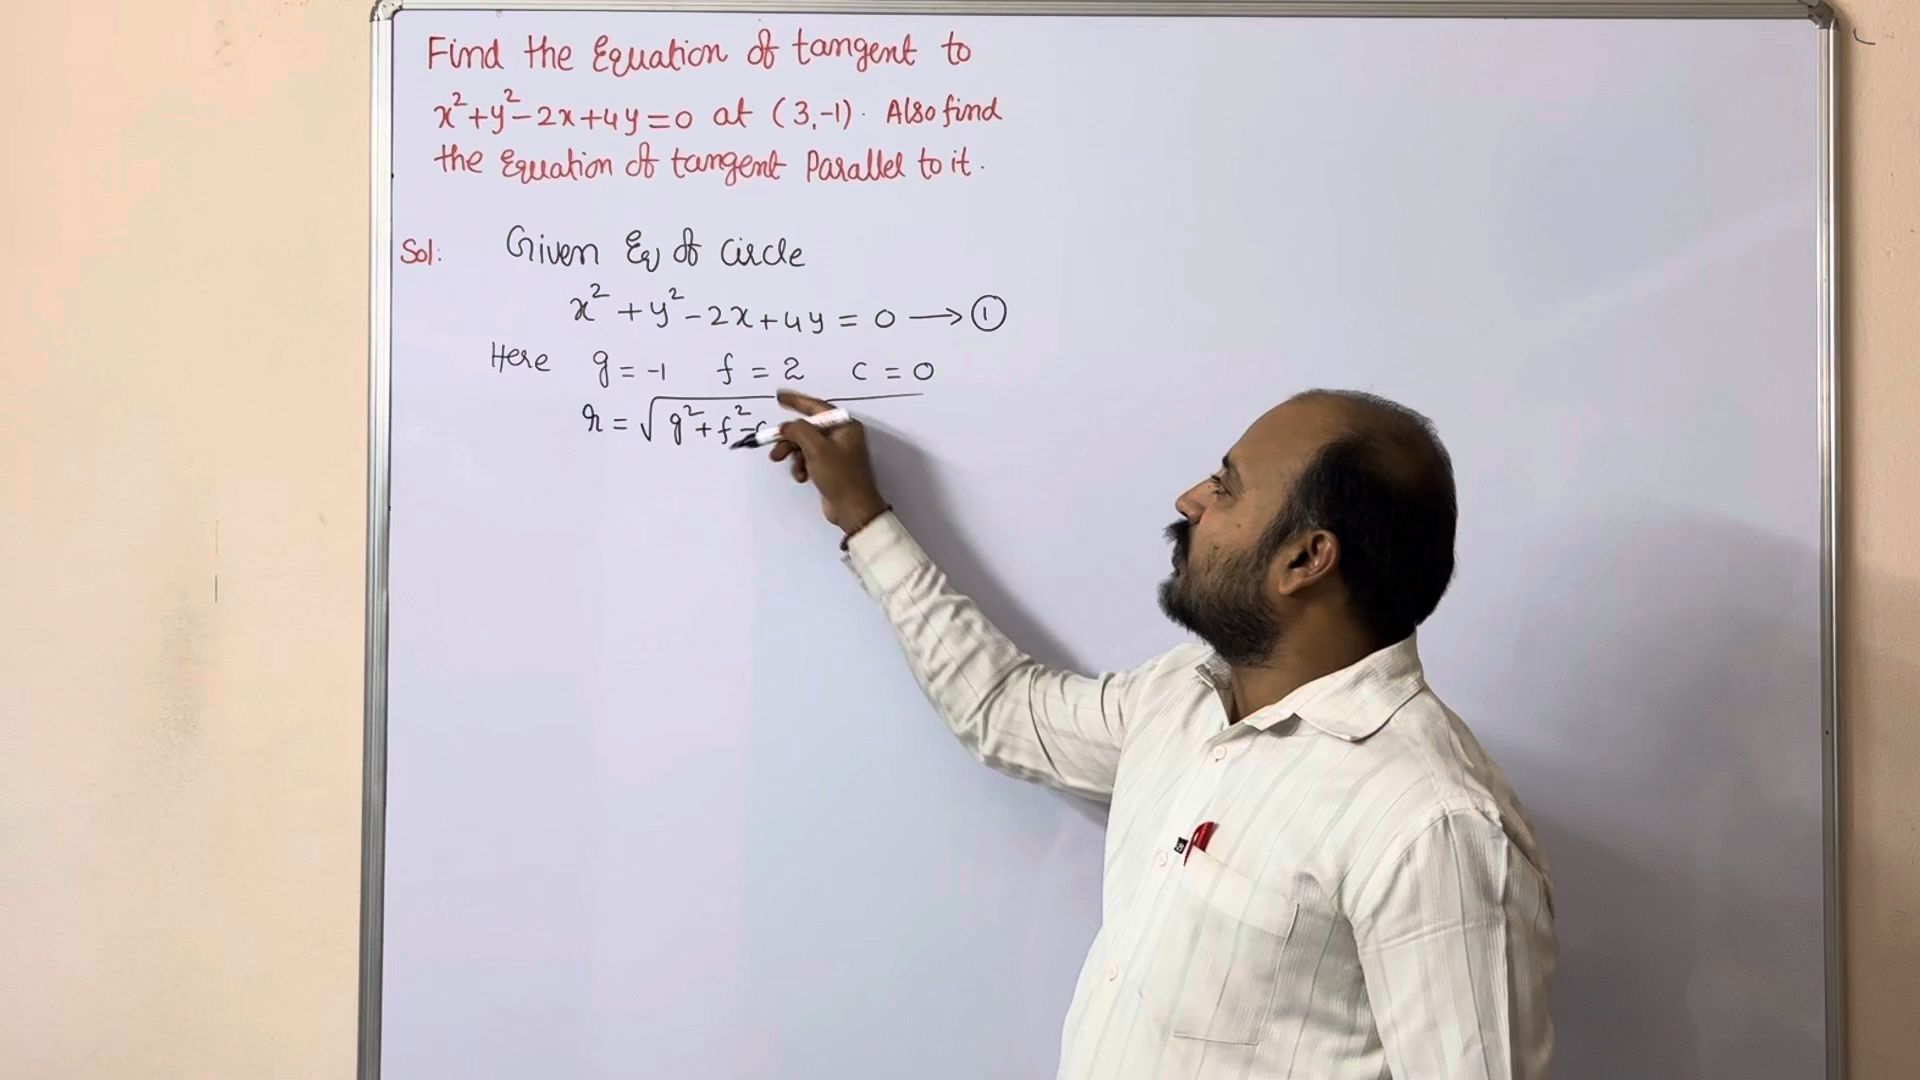 Find the Equation of tangent to
x²+y²-2x+4y=0 at (3,-1). Also find
the Equation of tangent Parallel to it.
Sol: Given Eq of Circle
x²+y²-2x+4y=0 ⟶ ①
Here g=-1 f=2 c=0
r=√g²+f²-c